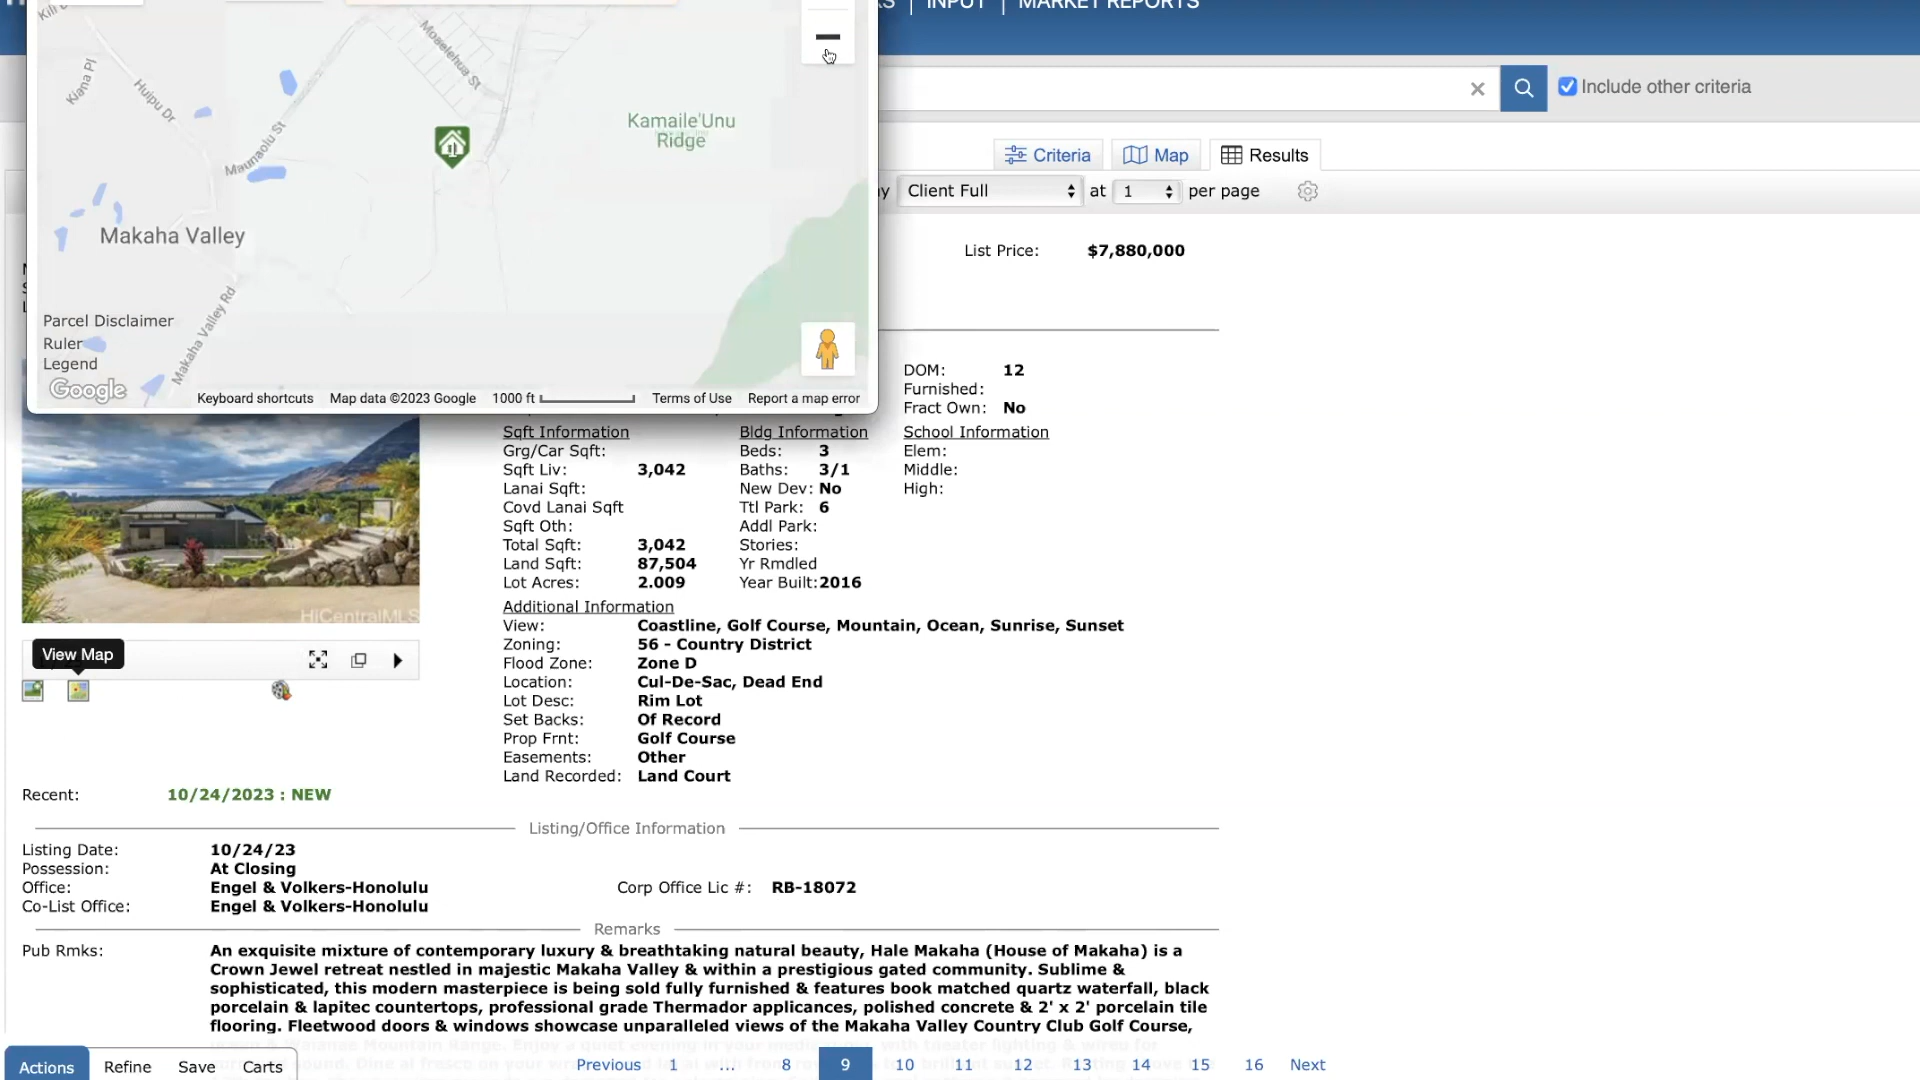 INPUT
MARKET REPORTS
Include other criteria
Criteria
Map
Results
Client Full
at
1
per page
Kiana Pl
Huipu Dr
Moaelehua St
Maunaolu St
Kamaile'Unu
Ridge
Makaha Valley
Makaha Valley Rd
Parcel Disclaimer
Ruler
Legend
Google
Keyboard shortcuts
Map data ©2023 Google
1000 ft
Terms of Use
Report a map error
List Price: $7,880,000
DOM: 12
Furnished:
Fract Own: No
Sqft Information
Bldg Information
School Information
Grg/Car Sqft:
Beds: 3
Elem:
Sqft Liv: 3,042
Baths: 3/1
Middle:
Lanai Sqft:
New Dev: No
High:
Covd Lanai Sqft
Ttl Park: 6
Sqft Oth:
Addl Park:
Total Sqft: 3,042
Stories:
Land Sqft: 87,504
Yr Rmdled
Lot Acres: 2.009
Year Built: 2016
Additional Information
View: Coastline, Golf Course, Mountain, Ocean, Sunrise, Sunset
Zoning: 56 - Country District
Flood Zone: Zone D
Location: Cul-De-Sac, Dead End
Lot Desc: Rim Lot
Set Backs: Of Record
Prop Frnt: Golf Course
Easements: Other
Land Recorded: Land Court
HiCentralMLS
View Map
Recent: 10/24/2023 : NEW
Listing/Office Information
Listing Date: 10/24/23
Possession: At Closing
Office: Engel & Volkers-Honolulu
Corp Office Lic #: RB-18072
Co-List Office: Engel & Volkers-Honolulu
Remarks
Pub Rmks: An exquisite mixture of contemporary luxury & breathtaking natural beauty, Hale Makaha (House of Makaha) is a
Crown Jewel retreat nestled in majestic Makaha Valley & within a prestigious gated community. Sublime &
sophisticated, this modern masterpiece is being sold fully furnished & features book matched quartz waterfall, black
porcelain & lapitec countertops, professional grade Thermador applicances, polished concrete & 2' x 2' porcelain tile
flooring. Fleetwood doors & windows showcase unparalleled views of the Makaha Valley Country Club Golf Course,
Actions
Refine
Save
Carts
Previous 1 ... 8 9 10 11 12 13 14 15 16 Next